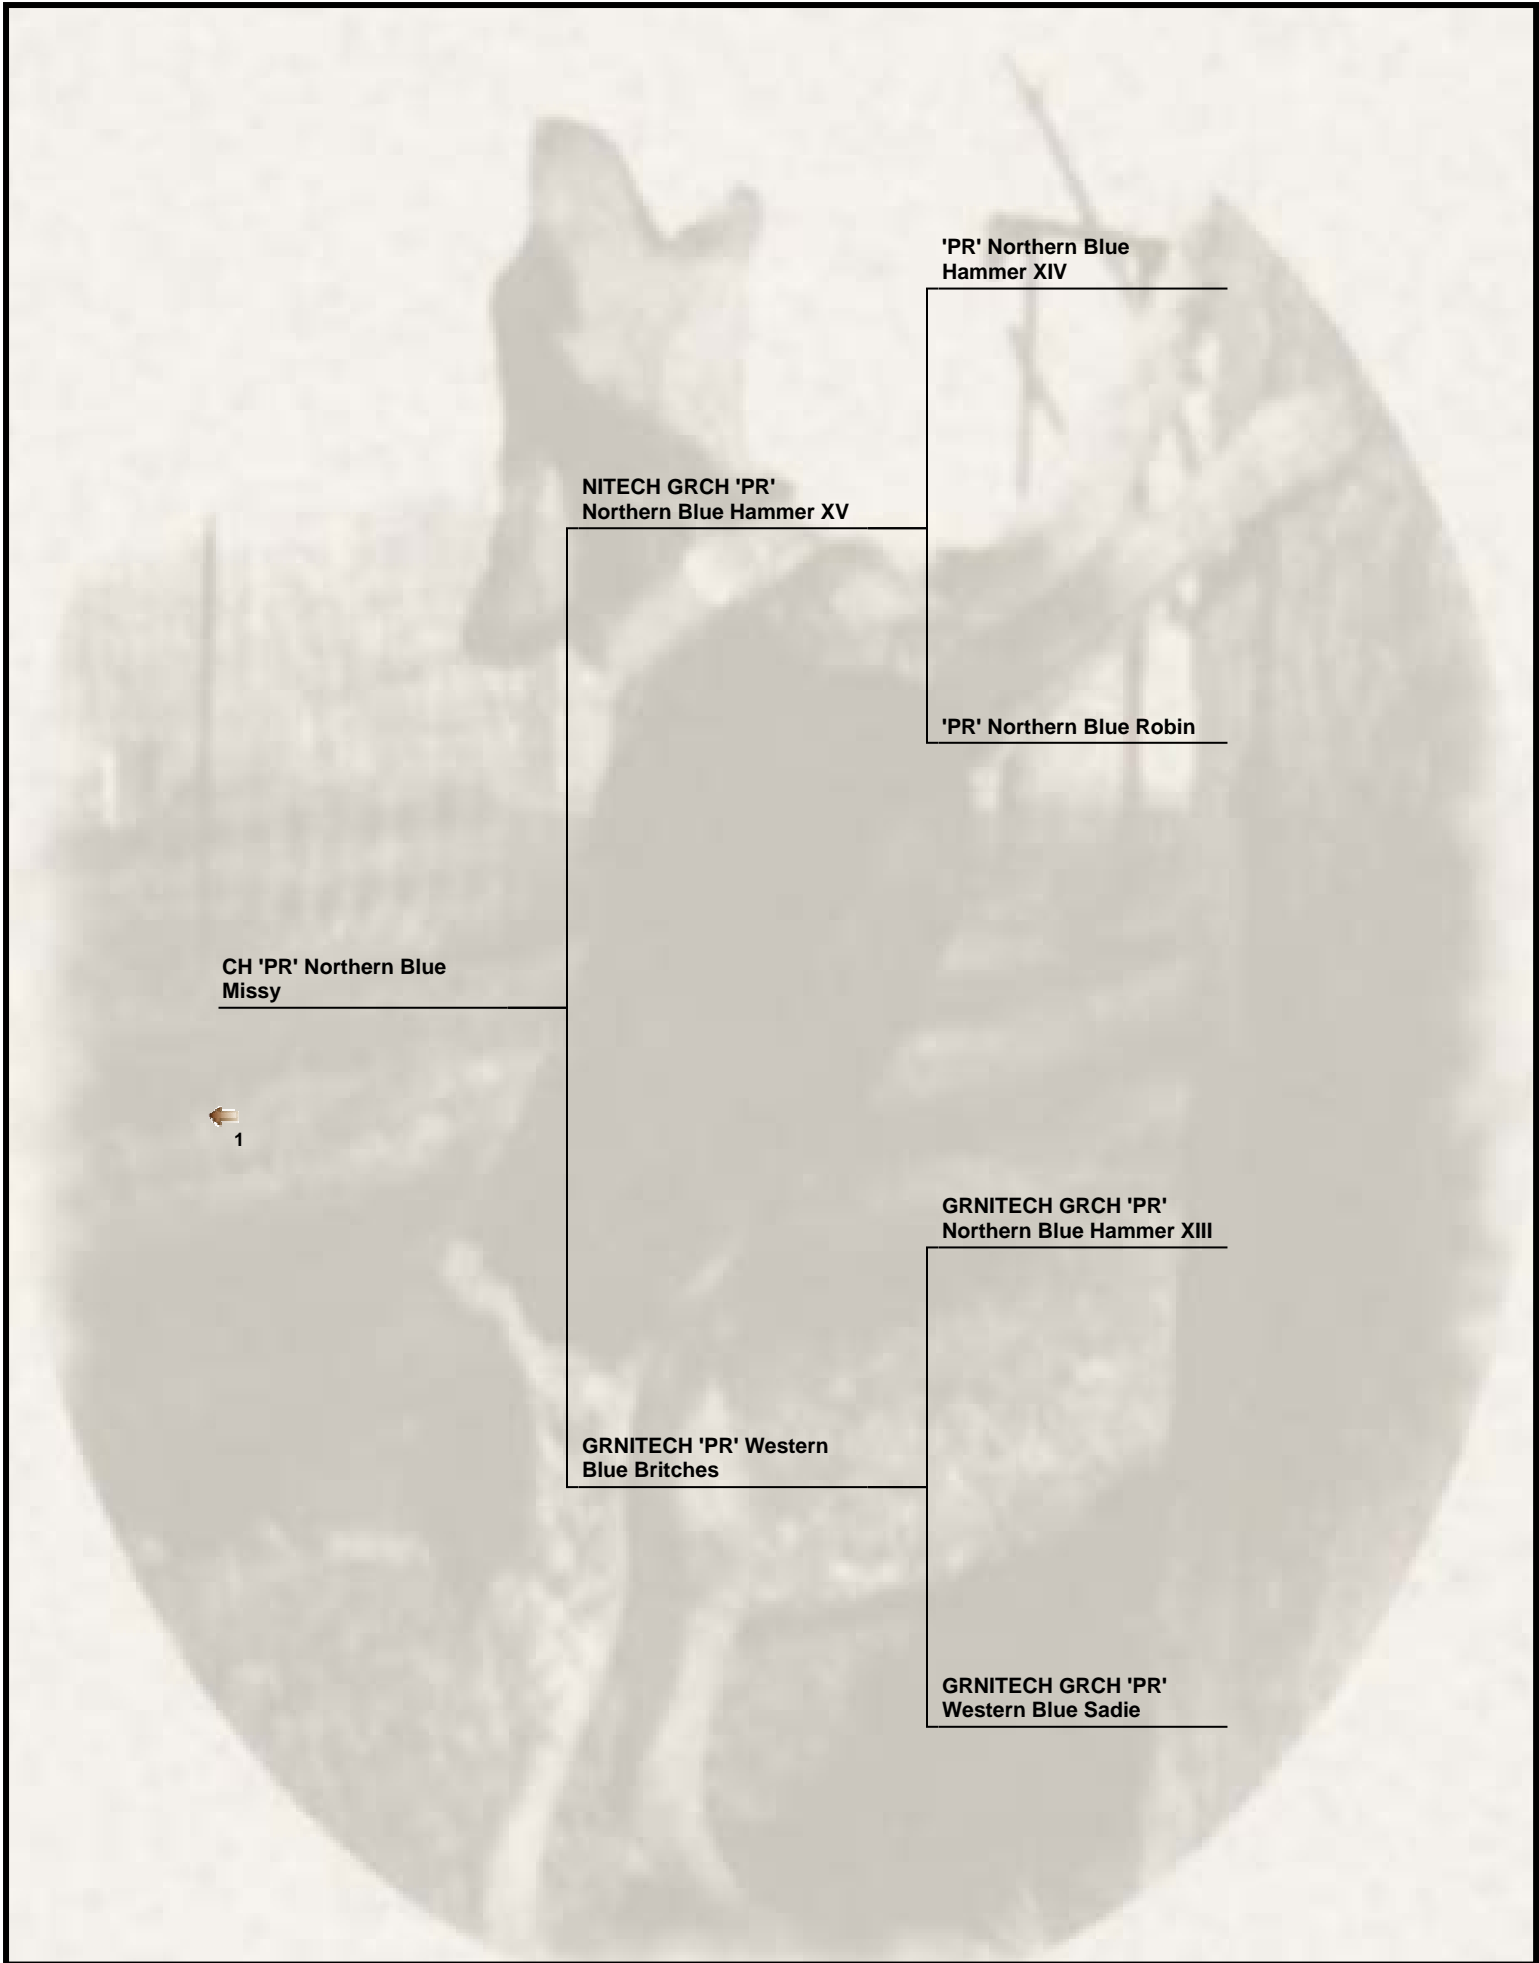 'PR' Northern Blue
Hammer XIV
NITECH GRCH 'PR'
Northern Blue Hammer XV
'PR' Northern Blue Robin
CH 'PR' Northern Blue
Missy
1
GRNITECH GRCH 'PR'
Northern Blue Hammer XIII
GRNITECH 'PR' Western
Blue Britches
GRNITECH GRCH 'PR'
Western Blue Sadie